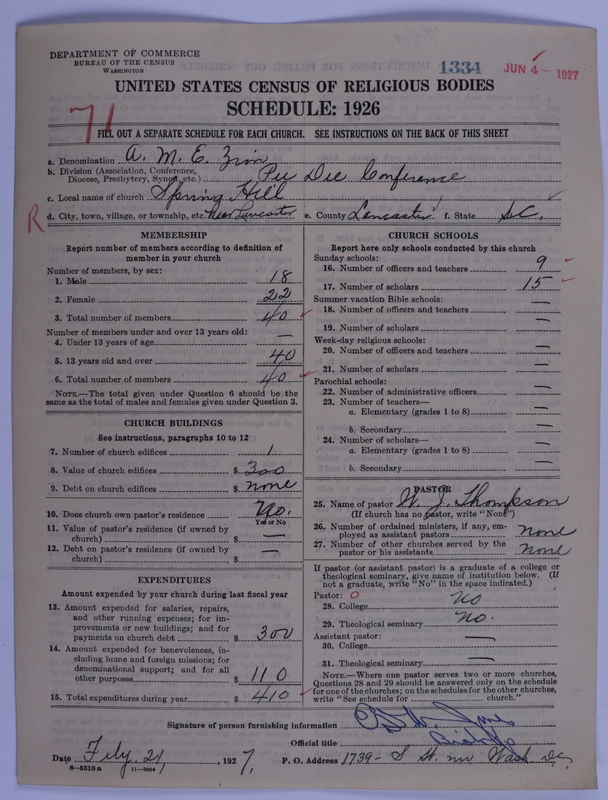 DEPARTMENT OF COMMERCE
BUREAU OF THE CENSUS
WASHINGTON
1334
JUN 4 - 1927
UNITED STATES CENSUS OF RELIGIOUS BODIES
SCHEDULE: 1926
71
FILL OUT A SEPARATE SCHEDULE FOR EACH CHURCH. SEE INSTRUCTIONS ON THE BACK OF THIS SHEET
a. Denomination A. M. E. Zion
b. Division (Association, Conference,
Diocese, Presbytery, Synod, etc.) Pee Dee Conference
c. Local name of church Spring Hill
R d. City, town, village, or township, etc. Near Lancaster e. County Lancaster f. State S.C.
MEMBERSHIP
Report number of members according to definition of
member in your church
Number of members, by sex:
1. Male 18
2. Female 22
3. Total number of members 40
Number of members under and over 13 years old:
4. Under 13 years of age —
5. 13 years old and over 40
6. Total number of members 40
NOTE.—The total given under Question 6 should be the
same as the total of males and females given under Question 3.
CHURCH BUILDINGS
See instructions, paragraphs 10 to 12
7. Number of church edifices 1
8. Value of church edifices $ 300
9. Debt on church edifices $ none
10. Does church own pastor's residence? No.
Yes or No
11. Value of pastor's residence (if owned by
church) $ —
12. Debt on pastor's residence (if owned by
church) $ —
EXPENDITURES
Amount expended by your church during last fiscal year
13. Amount expended for salaries, repairs,
and other running expenses; for im-
provements or new buildings; and for
payments on church debt $ 300
14. Amount expended for benevolences, in-
cluding home and foreign missions; for
denominational support; and for all
other purposes $ 110
15. Total expenditures during year $ 410
CHURCH SCHOOLS
Report here only schools conducted by this church
Sunday schools:
16. Number of officers and teachers 9
17. Number of scholars 15
Summer vacation Bible schools:
18. Number of officers and teachers —
19. Number of scholars —
Week-day religious schools:
20. Number of officers and teachers —
21. Number of scholars —
Parochial schools:
22. Number of administrative officers —
23. Number of teachers—
a. Elementary (grades 1 to 8) —
b. Secondary —
24. Number of scholars—
a. Elementary (grades 1 to 8) —
b. Secondary —
PASTOR
25. Name of pastor W. J. Thompson
(If church has no pastor, write "None")
26. Number of ordained ministers, if any, em-
ployed as assistant pastors none
27. Number of other churches served by the
pastor or his assistants none
If pastor (or assistant pastor) is a graduate of a college or
theological seminary, give name of institution below. (If
not a graduate, write "No" in the space indicated.)
Pastor: O
28. College No
29. Theological seminary No.
Assistant pastor: —
30. College
31. Theological seminary —
NOTE.—Where one pastor serves two or more churches,
Questions 28 and 29 should be answered only on the schedule
for one of the churches; on the schedules for the other churches,
write "See schedule for church."
Signature of person furnishing information
Official title Bishop
Date 21, 1927. P. O. Address 1739 - S St. nw Wash DC
8—5518a 11—9054